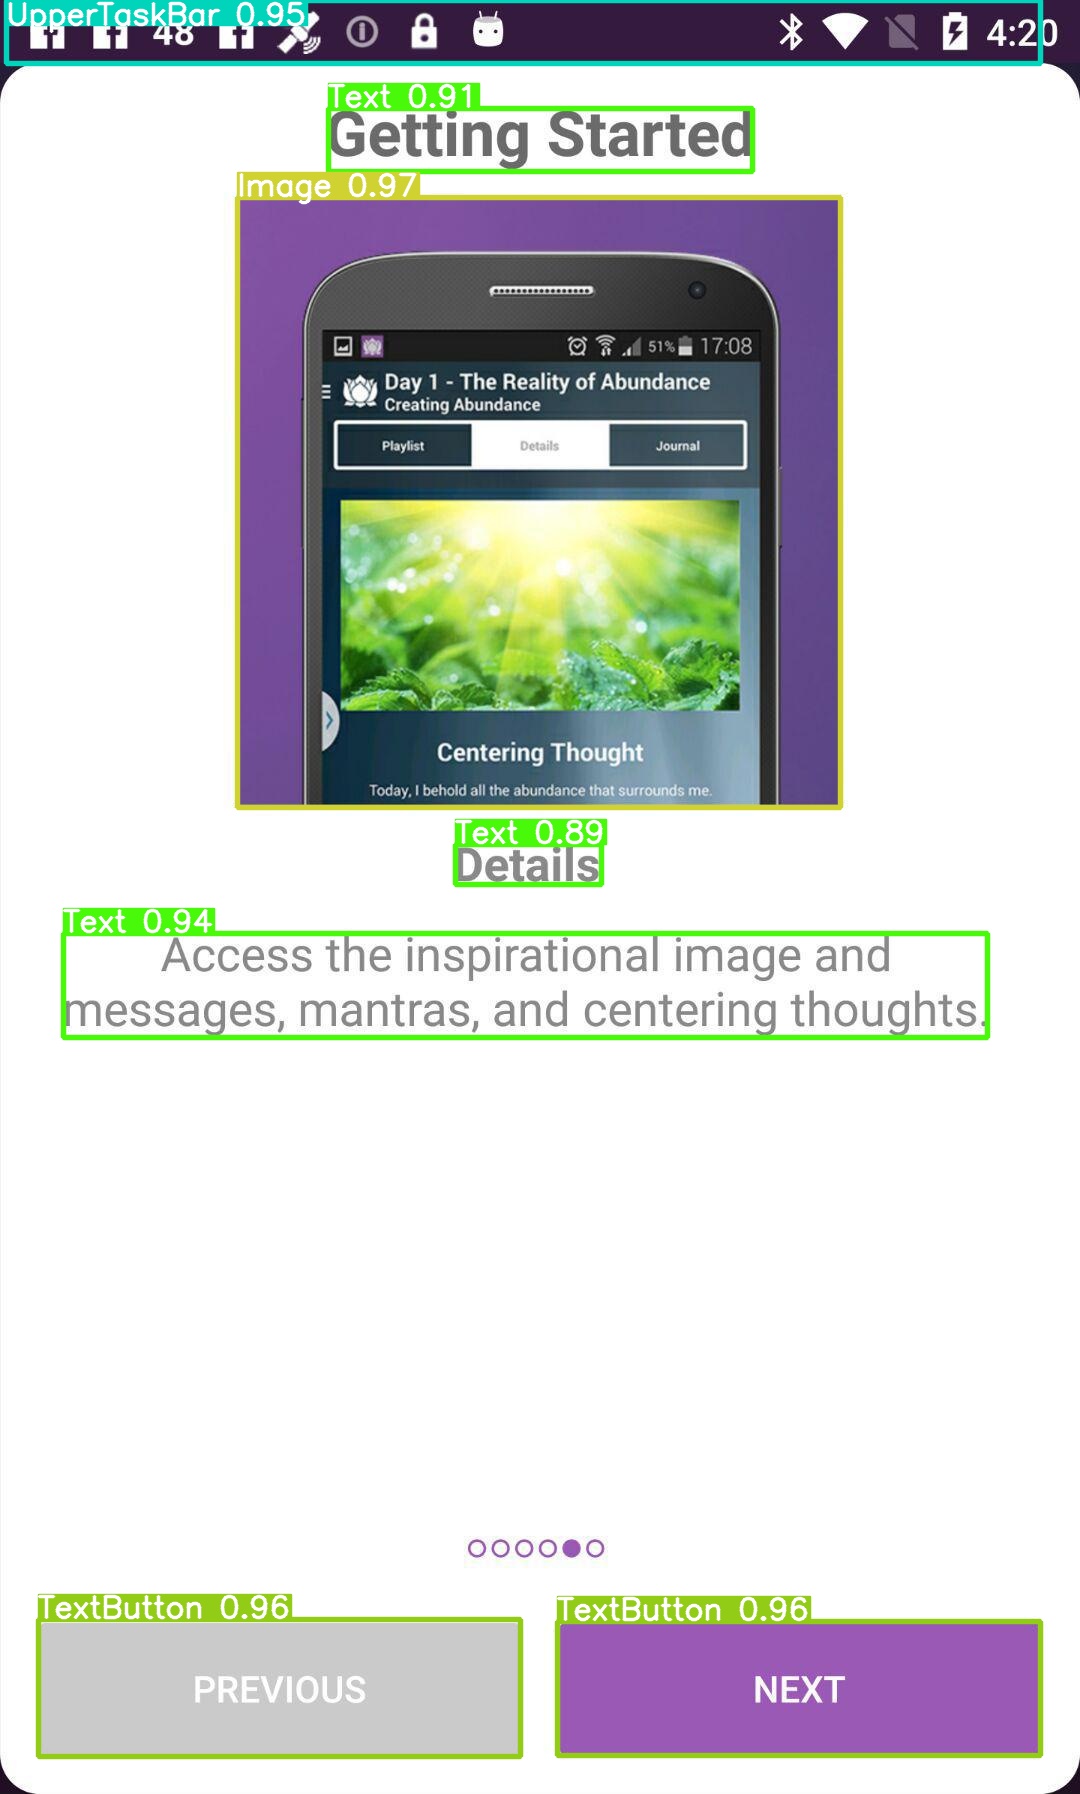 UpperTaskBar 0.95
48
4:20
Text 0.91
Getting Started
Image 0.97
51% 17:08
Day 1 - The Reality of Abundance
Creating Abundance
Playlist Details Journal
Centering Thought
Today, I behold all the abundance that surrounds me.
Text 0.89
Details
Text 0.94
Access the inspirational image and
messages, mantras, and centering thoughts.
TextButton 0.96 TextButton 0.96
PREVIOUS NEXT